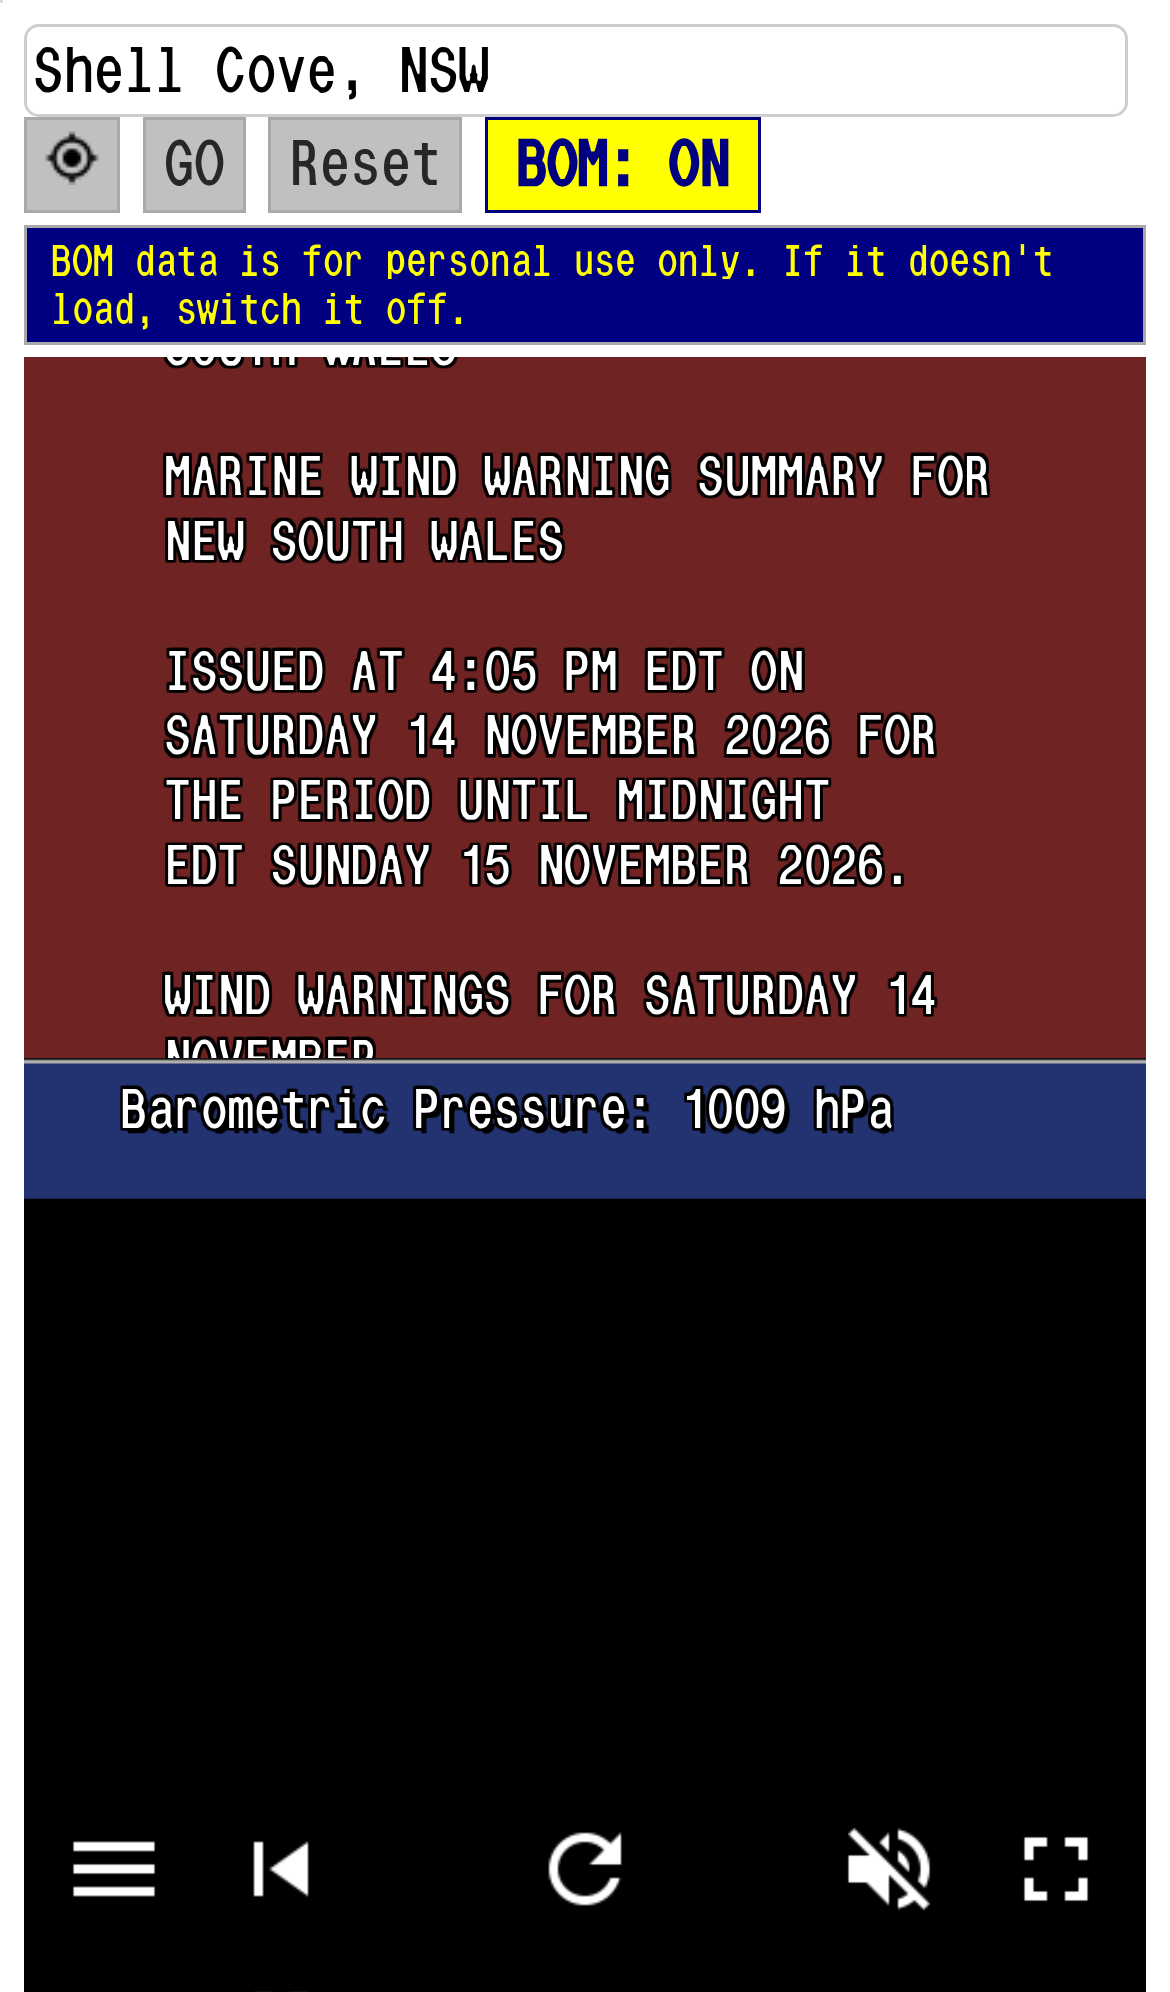 Shell Cove, NSW
GO Reset BOM: ON
BOM data is for personal use only. If it doesn't
load, switch it off.
SOUTH WALES
MARINE WIND WARNING SUMMARY FOR
NEW SOUTH WALES
ISSUED AT 4:05 PM EDT ON
SATURDAY 14 NOVEMBER 2026 FOR
THE PERIOD UNTIL MIDNIGHT
EDT SUNDAY 15 NOVEMBER 2026.
WIND WARNINGS FOR SATURDAY 14
NOVEMBER
Barometric Pressure: 1009 hPa